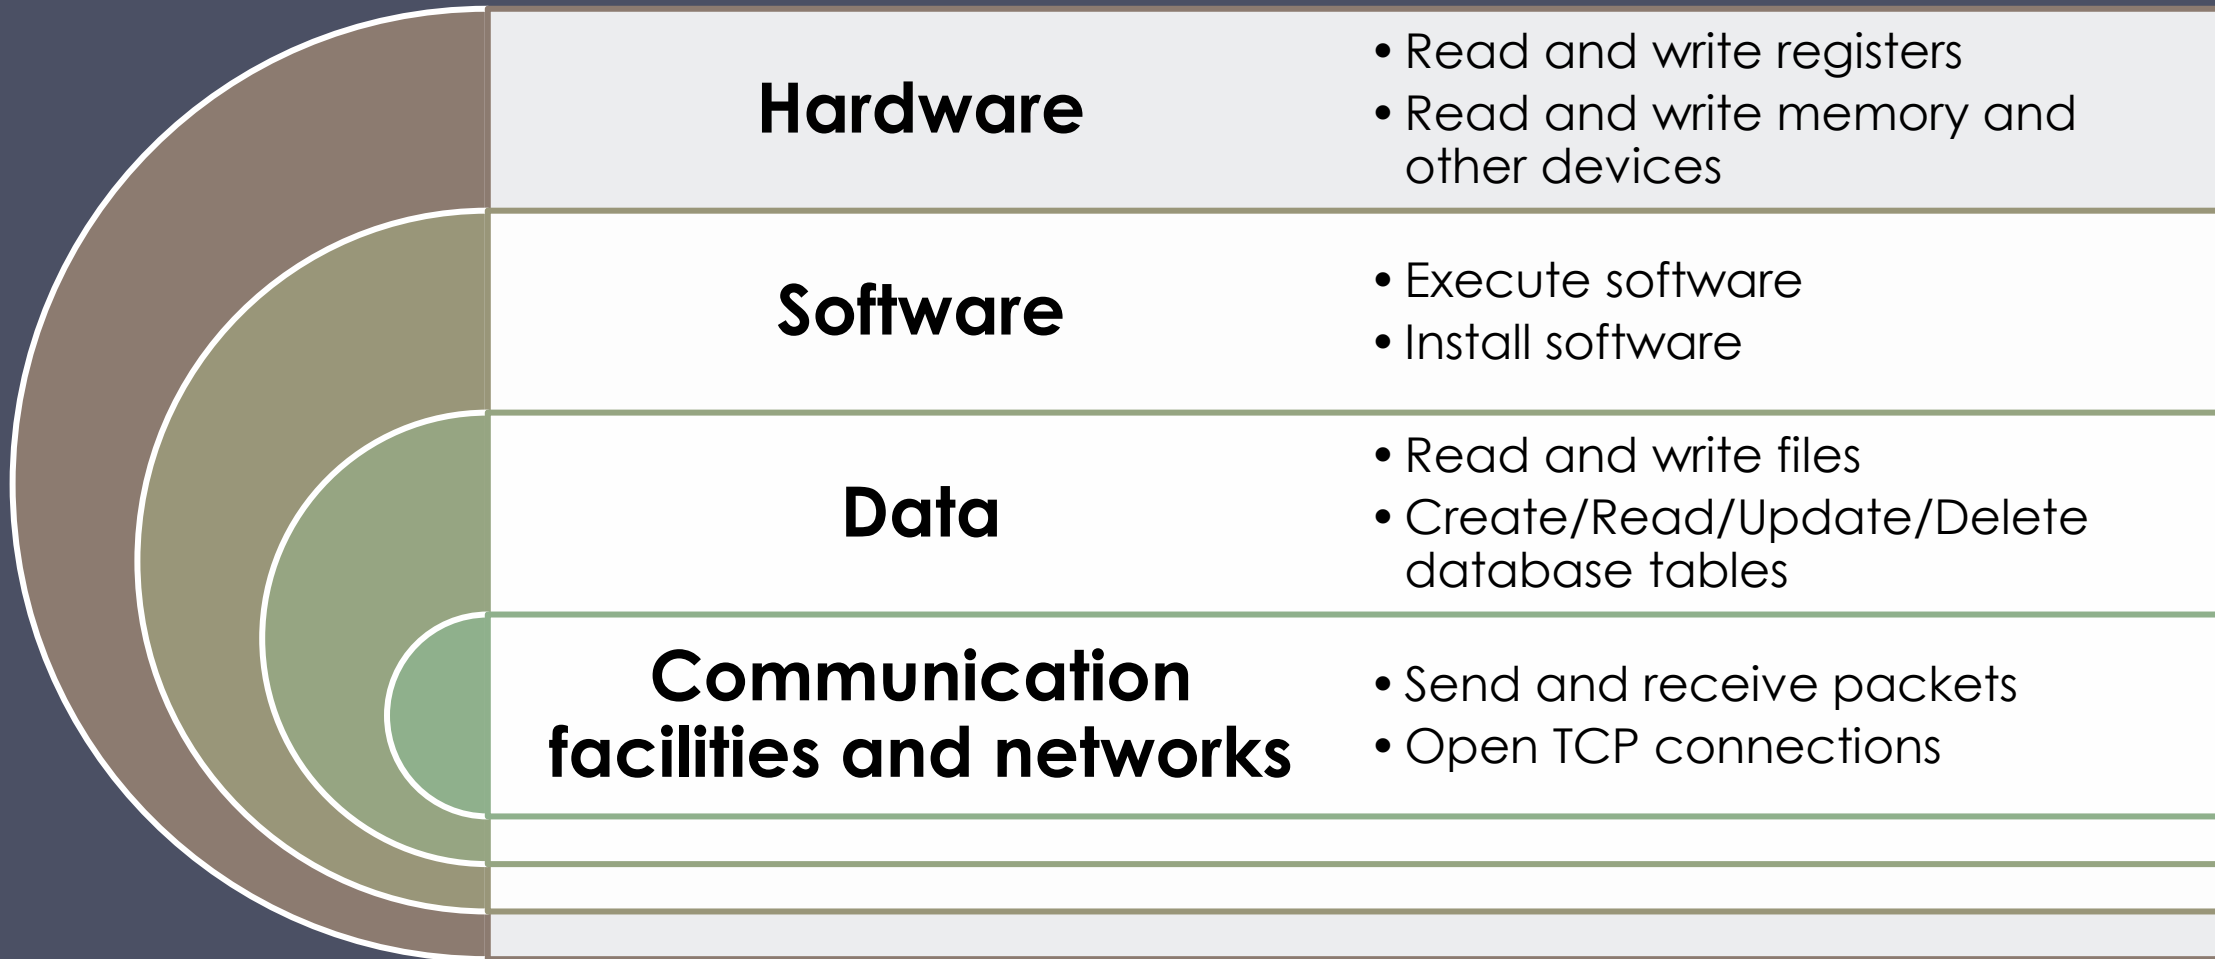 Hardware
• Read and write registers
• Read and write memory and
other devices
Software
• Execute software
• Install software
Data
• Read and write files
• Create/Read/Update/Delete
database tables
Communication
facilities and networks
• Send and receive packets
• Open TCP connections